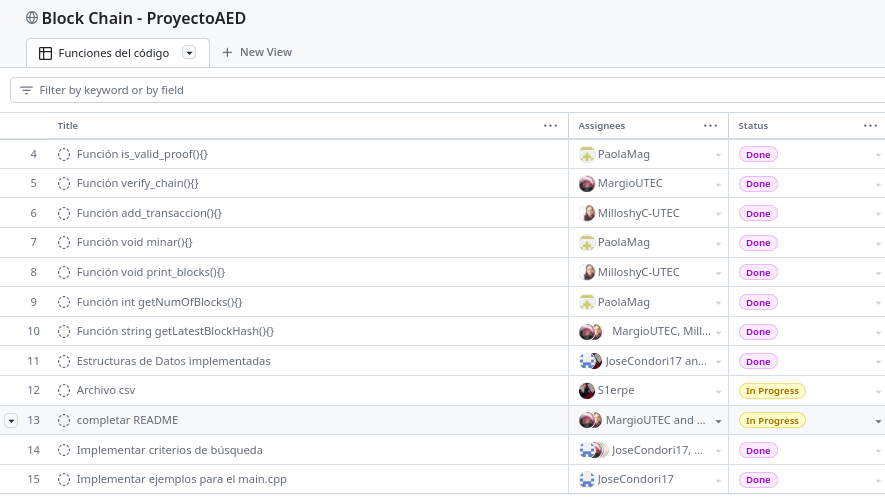 Block Chain - ProyectoAED
Funciones del código
New View
Filter by keyword or by field
Title ... Assignees ... Status ...
4 Función is_valid_proof(){} PaolaMag Done
5 Función verify_chain(){} MargioUTEC Done
6 Función add_transaccion(){} MilloshyC-UTEC Done
7 Función void minar(){} PaolaMag Done
8 Función void print_blocks(){} MilloshyC-UTEC Done
9 Función int getNumOfBlocks(){} PaolaMag Done
10 Función string getLatestBlockHash(){} MargioUTEC, Mill... Done
11 Estructuras de Datos implementadas JoseCondori17 an... Done
12 Archivo csv S1erpe In Progress
13 completar README MargioUTEC and ... In Progress
14 Implementar criterios de búsqueda JoseCondori17, ... Done
15 Implementar ejemplos para el main.cpp JoseCondori17 Done